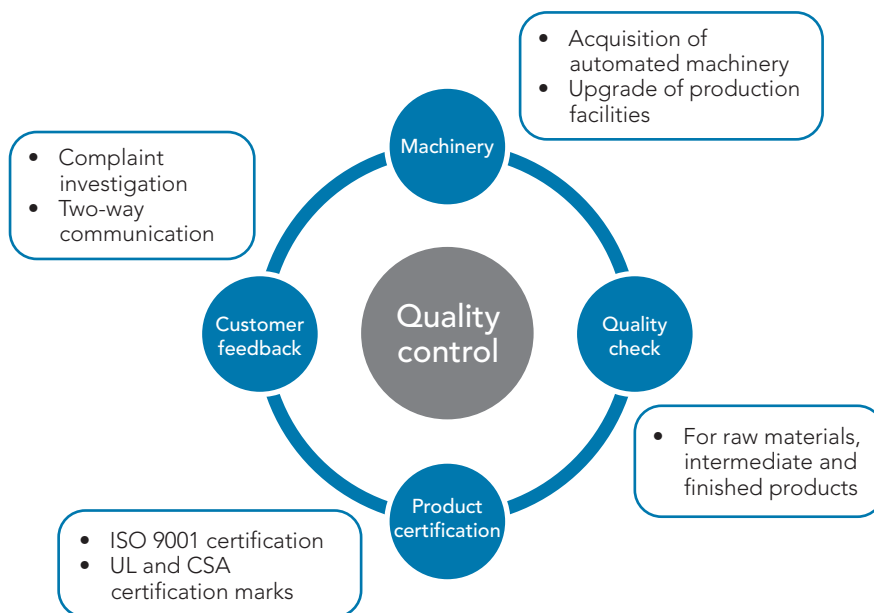 • Acquisition of
automated machinery
• Upgrade of production
facilities
Machinery
• Complaint
investigation
• Two-way
communication
Customer
feedback
Quality
control
Quality
check
• For raw materials,
intermediate and
finished products
Product
certification
• ISO 9001 certification
• UL and CSA
certification marks